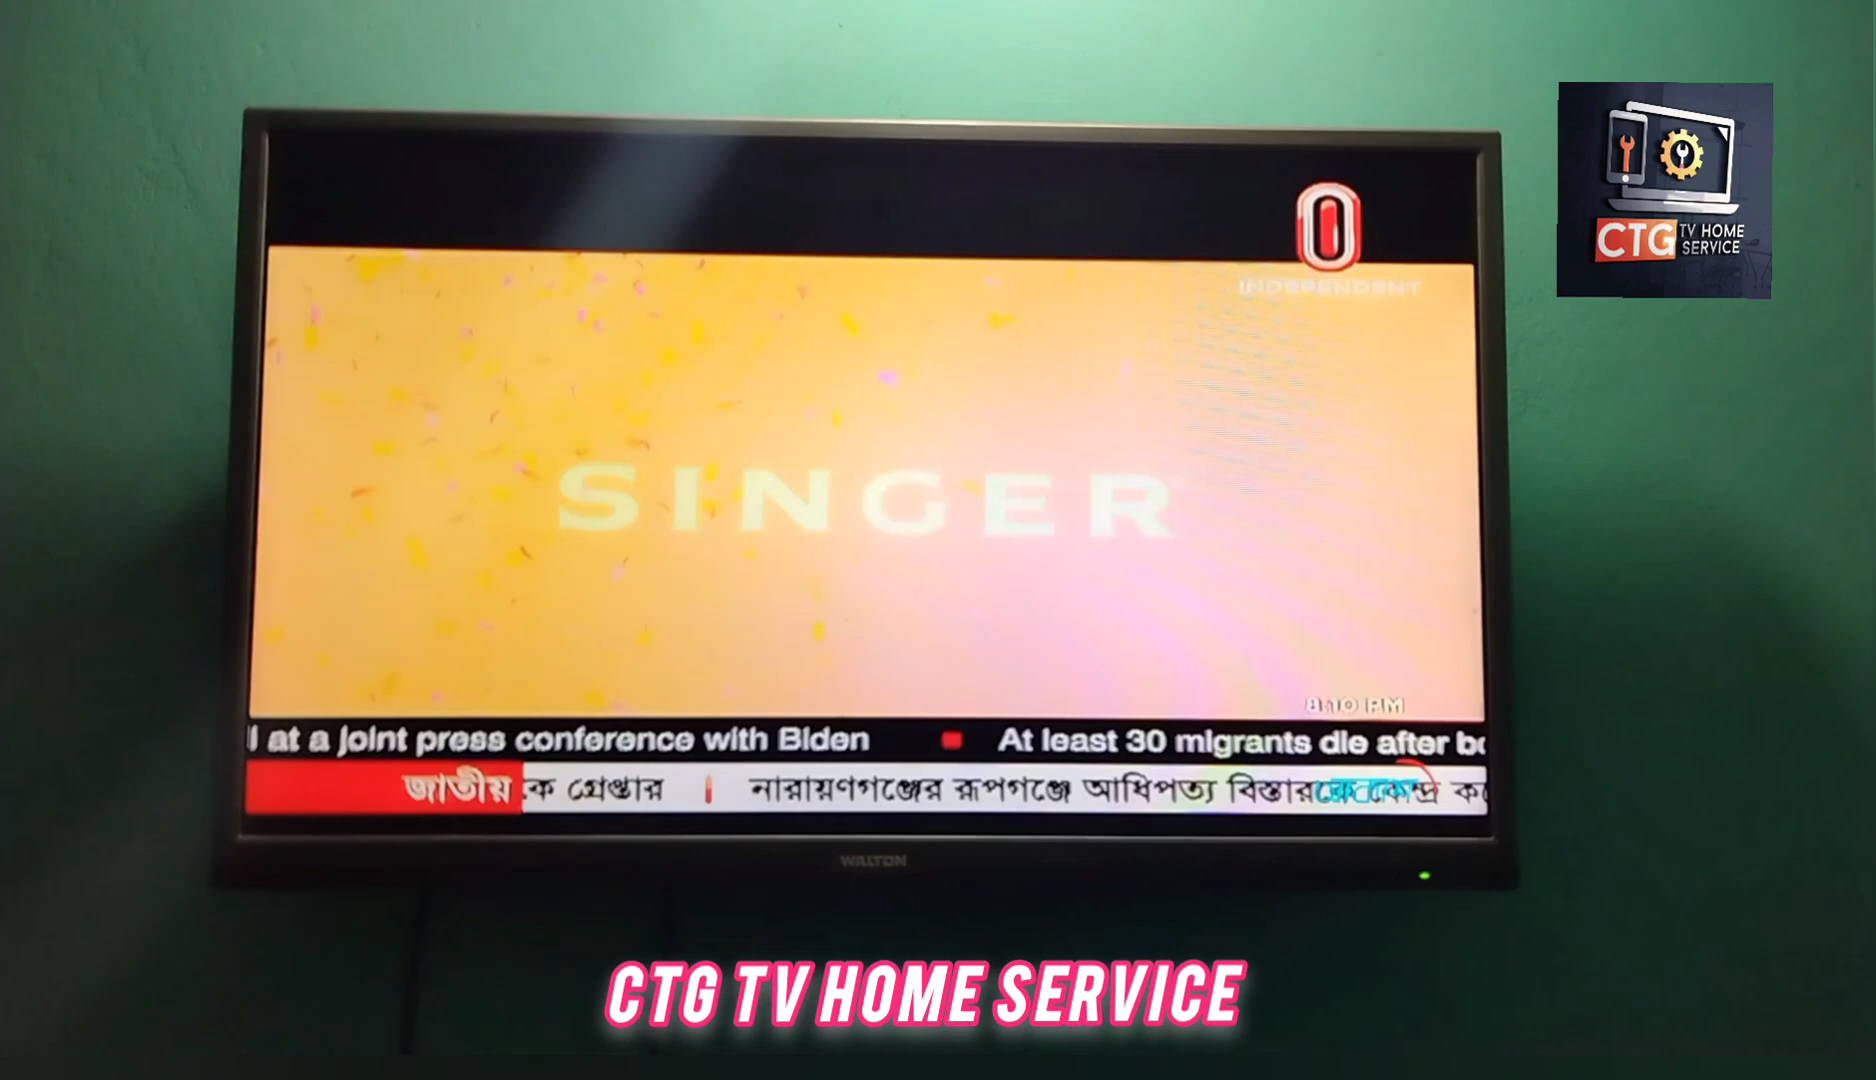 CTG TV HOME
SERVICE
INDEPENDENT
SINGER
8:10 PM
at a joint press conference with Biden At least 30 migrants die after
জাতীয় কে গ্রেপ্তার নারায়ণগঞ্জের রূপগঞ্জে আধিপত্য বিস্তারকে কেন্দ্র
WALTON
CTG TV HOME SERVICE